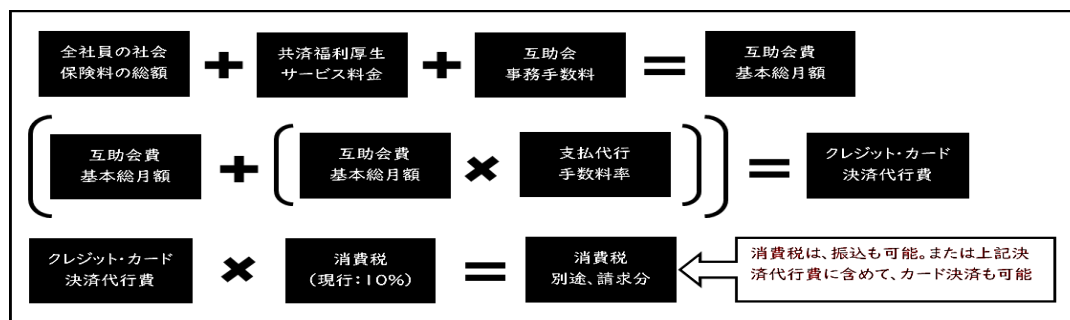 全社員の社会
保険料の総額
+
共済福利厚生
サービス料金
+
互助会
事務手数料
=
互助会費
基本総月額
(
互助会費
基本総月額
+
(
互助会費
基本総月額
×
支払代行
手数料率
)
)
=
クレジット・カード
決済代行費
クレジット・カード
決済代行費
×
消費税
(現行:10%)
=
消費税
別途、請求分
消費税は、振込も可能。または上記決
済代行費に含めて、カード決済も可能